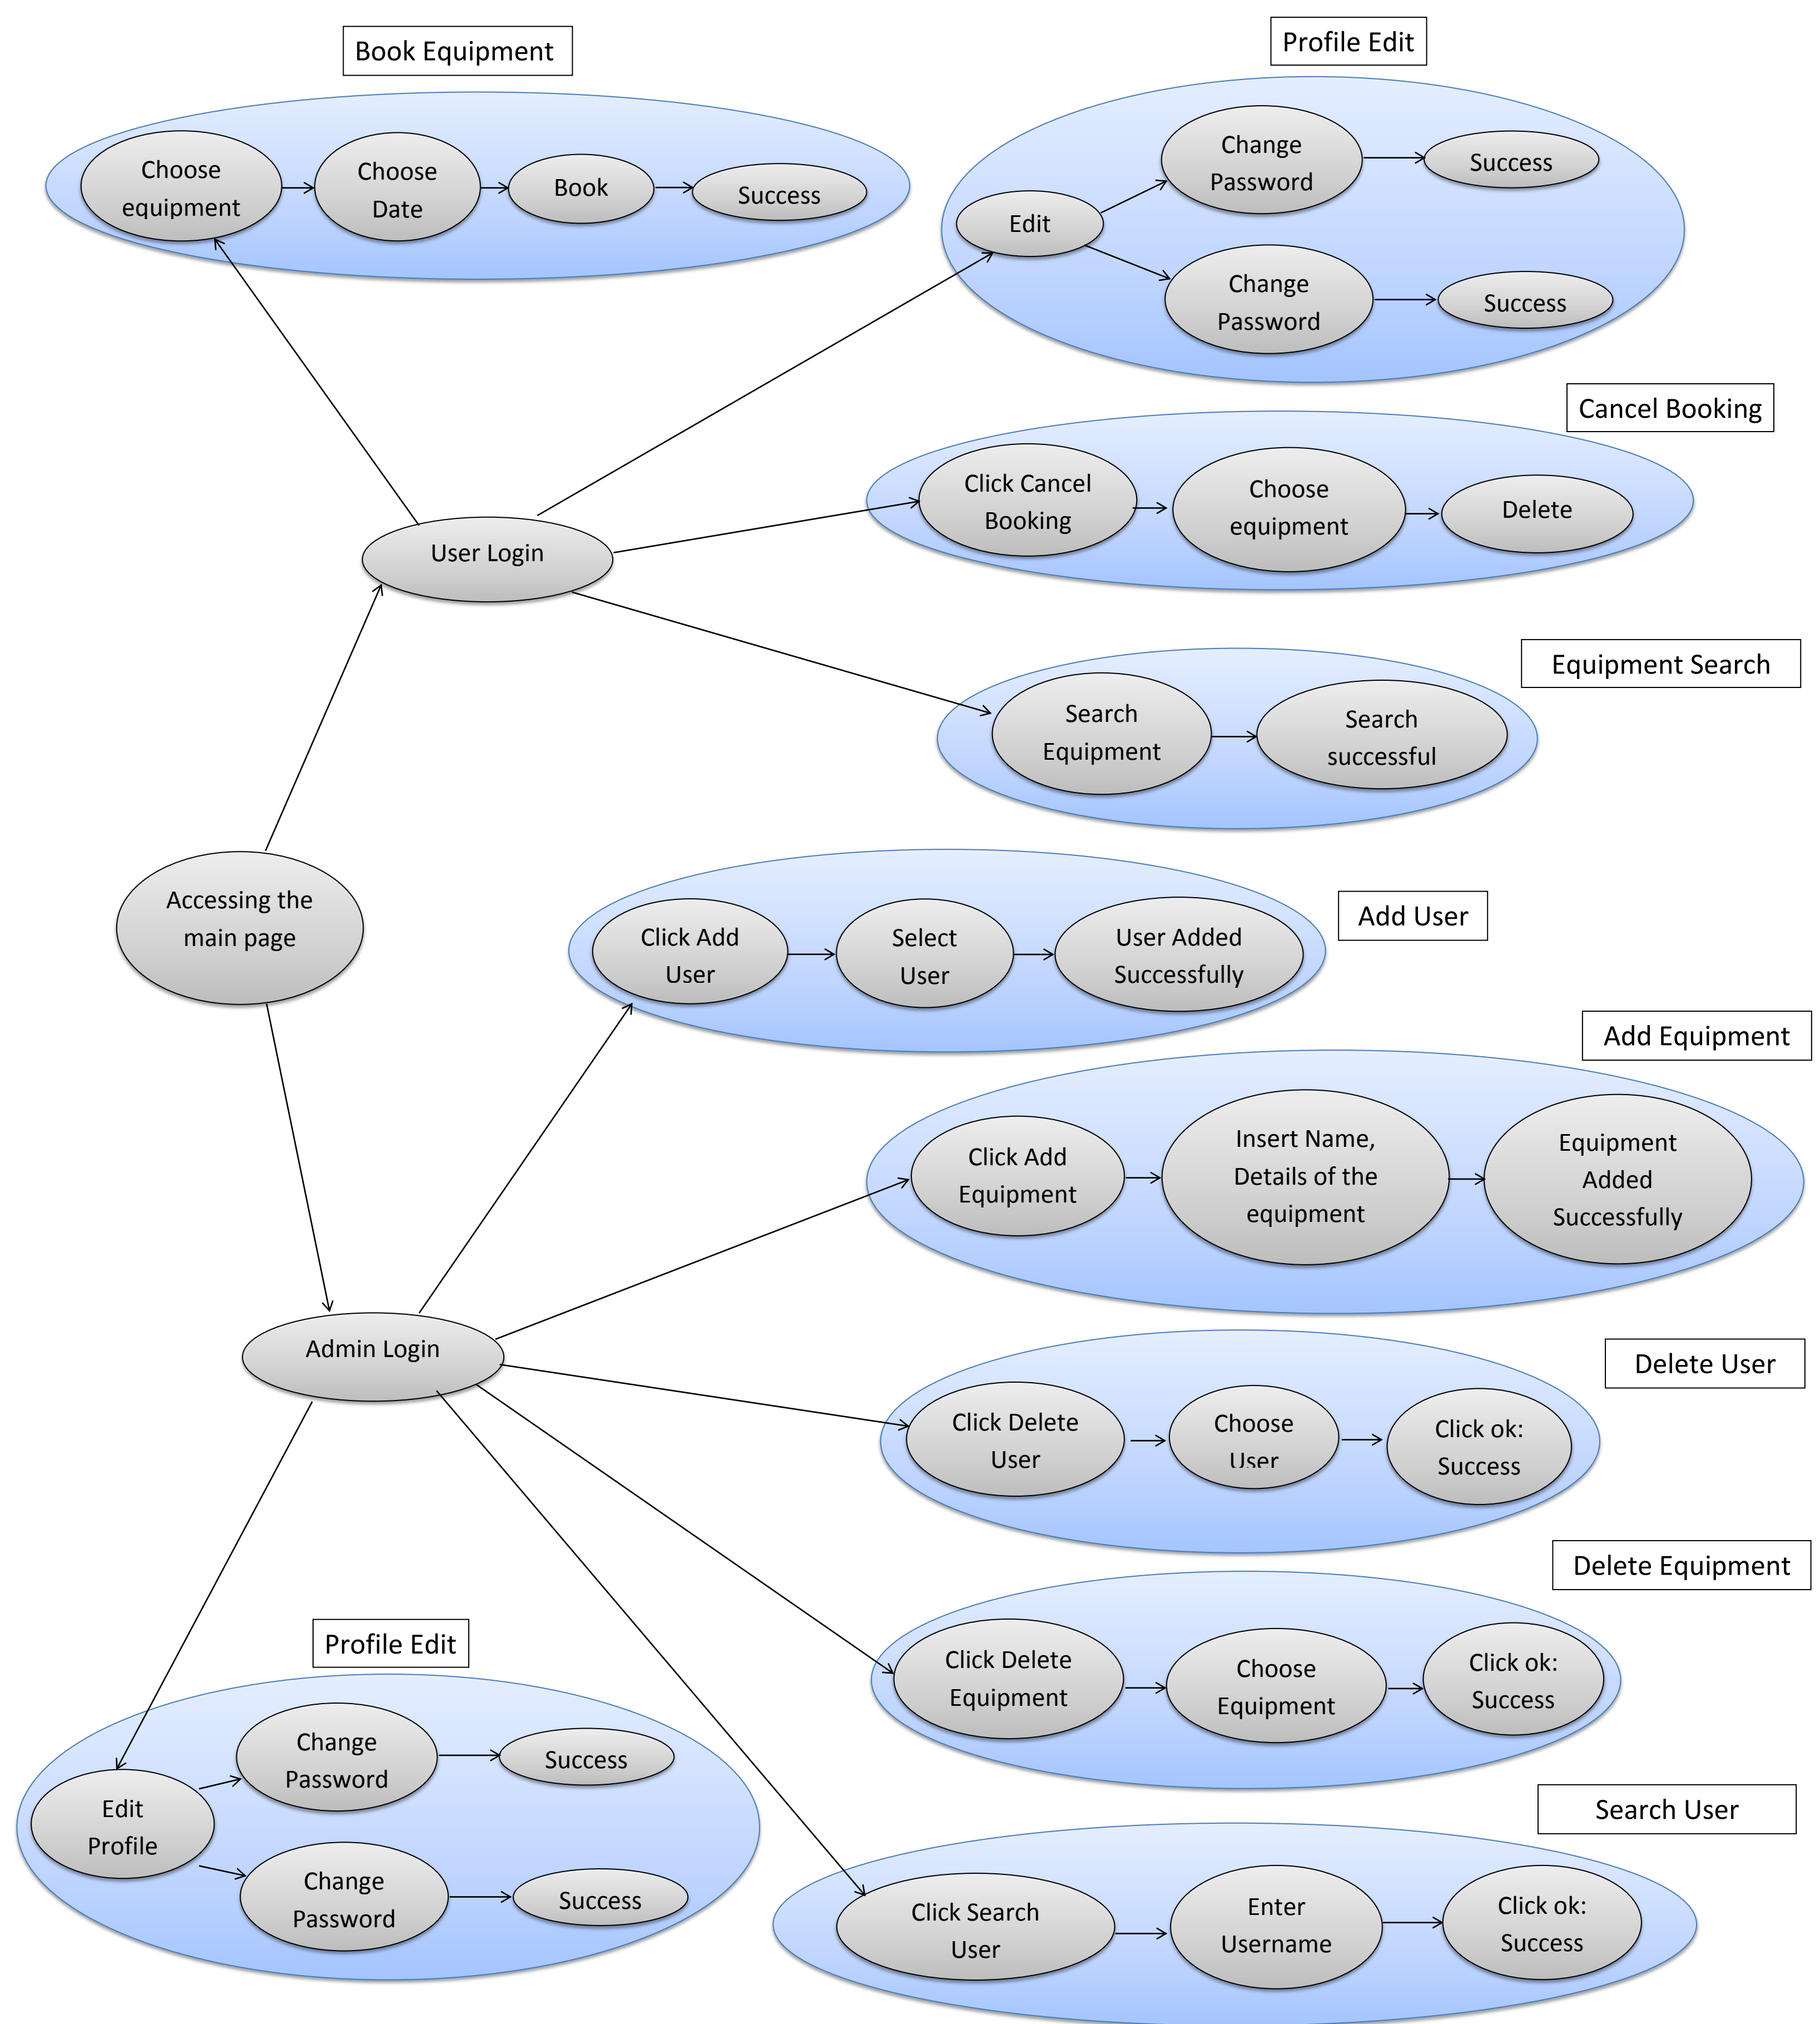 Book Equipment
Choose
equipment
Choose
Date
Book
Success
Profile Edit
Edit
Change
Password
Success
Change
Password
Success
Cancel Booking
Click Cancel
Booking
Choose
equipment
Delete
User Login
Equipment Search
Search
Equipment
Search
successful
Accessing the
main page
Add User
Click Add
User
Select
User
User Added
Successfully
Add Equipment
Click Add
Equipment
Insert Name,
Details of the
equipment
Equipment
Added
Successfully
Admin Login
Delete User
Click Delete
User
Choose
User
Click ok:
Success
Delete Equipment
Click Delete
Equipment
Choose
Equipment
Click ok:
Success
Profile Edit
Edit
Profile
Change
Password
Success
Change
Password
Success
Search User
Click Search
User
Enter
Username
Click ok:
Success